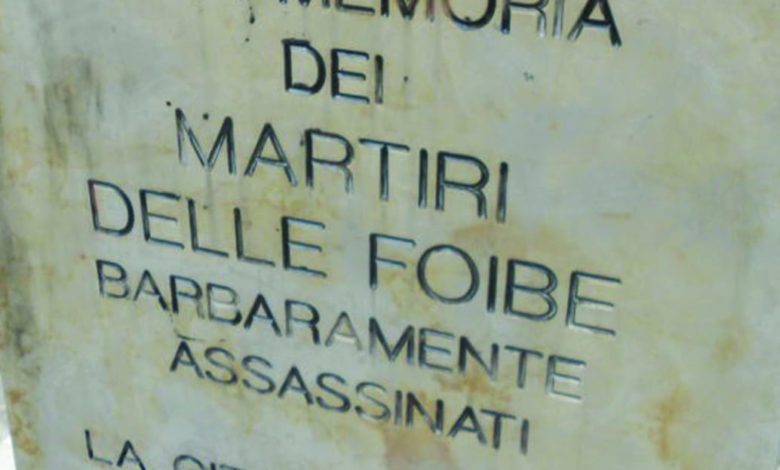 MEMORIA
DEI
MARTIRI
DELLE FOIBE
BARBARAMENTE
ASSASSINATI
LA